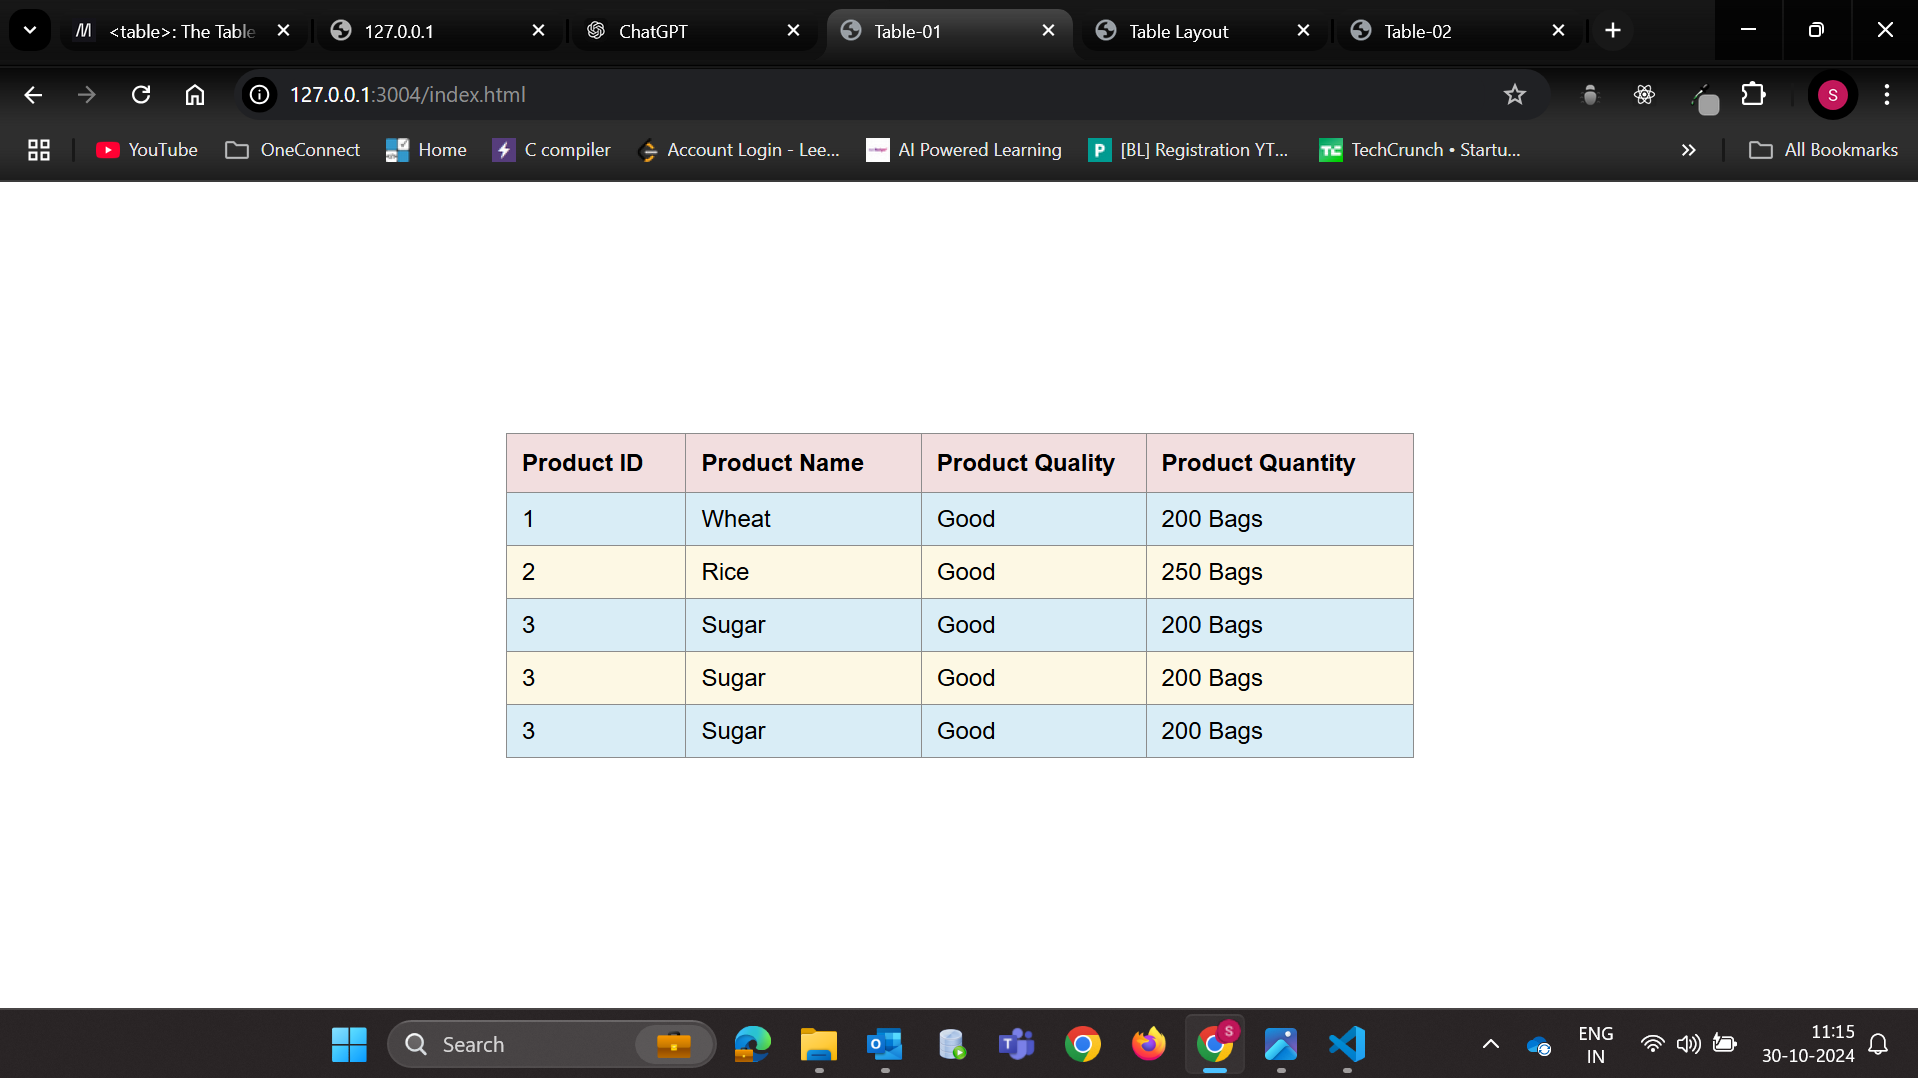 <table>: The Table
127.0.0.1
ChatGPT
Table-01
Table Layout
Table-02
127.0.0.1:3004/index.html
S
YouTube
OneConnect
Home
C compiler
Account Login - Lee...
AI Powered Learning
P
[BL] Registration YT...
TC
TechCrunch • Startu...
All Bookmarks
Product ID Product Name Product Quality Product Quantity
1 Wheat Good 200 Bags
2 Rice Good 250 Bags
3 Sugar Good 200 Bags
3 Sugar Good 200 Bags
3 Sugar Good 200 Bags
Search
S
ENG
IN
11:15
30-10-2024